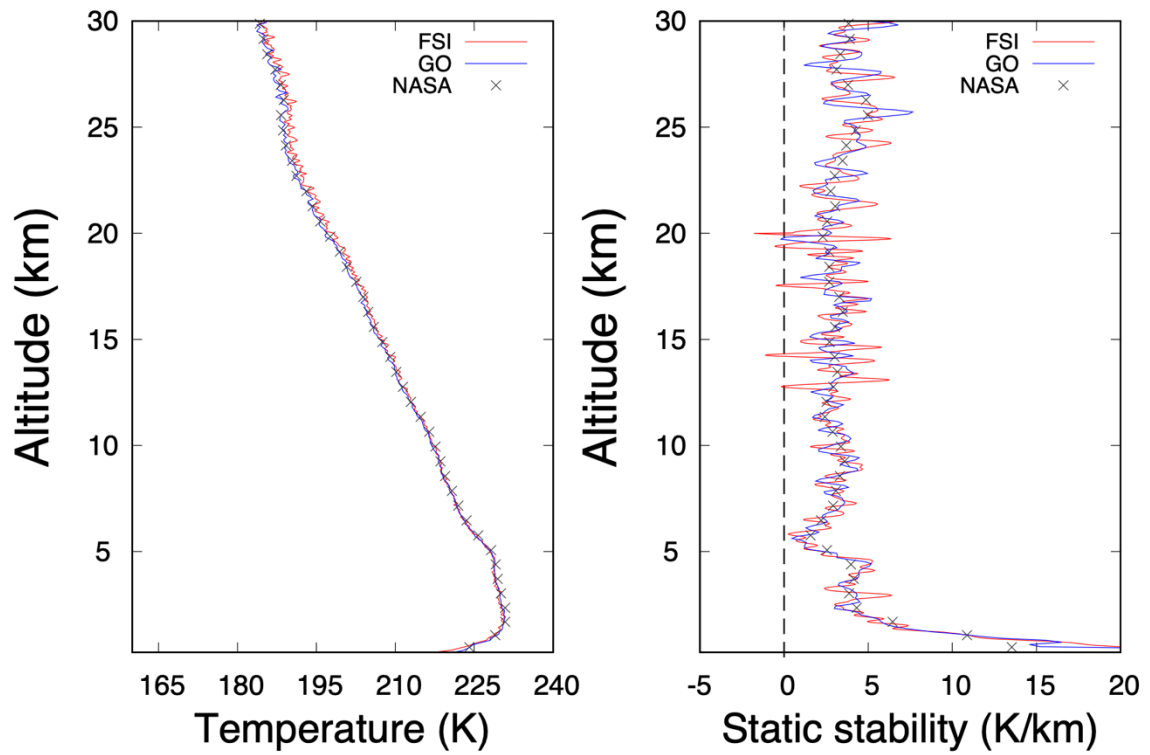 30
25
20
15
10
5
165 180 195 210 225 240
Altitude (km)
Temperature (K)
FSI
GO
NASA
30
25
20
15
10
5
-5 0 5 10 15 20
Altitude (km)
Static stability (K/km)
FSI
GO
NASA